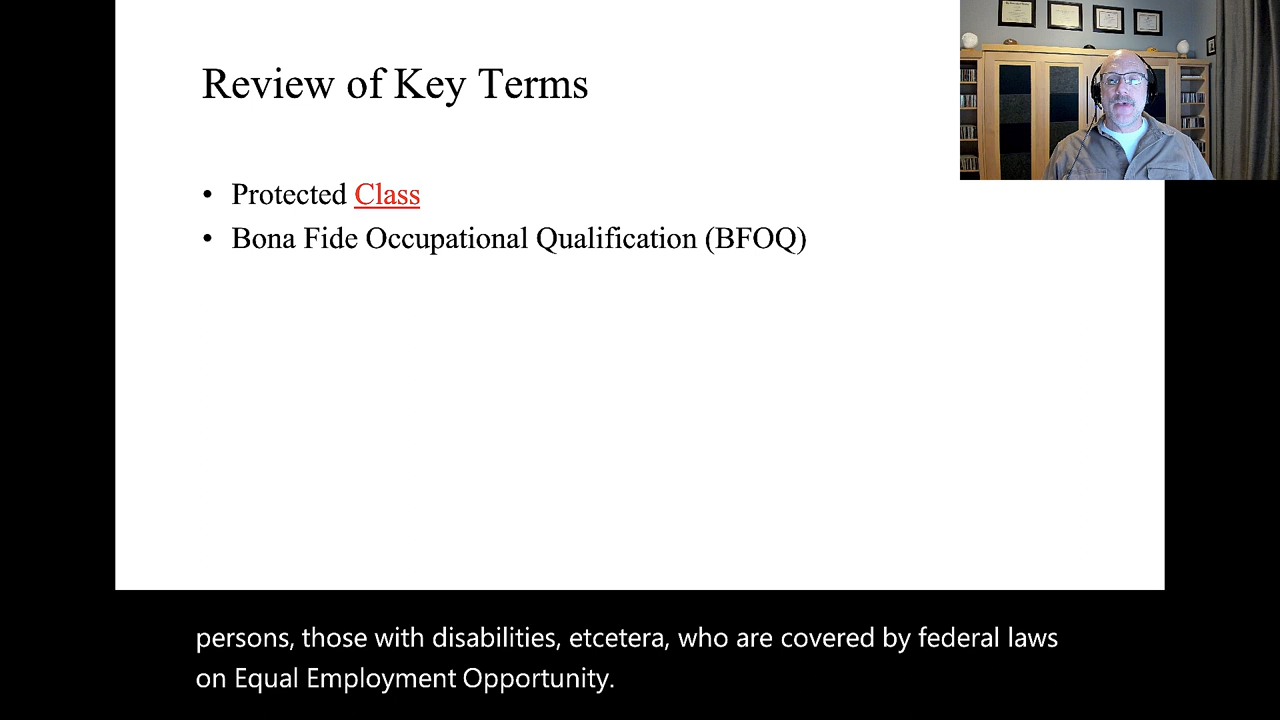 Review of Key Terms
• Protected Class
• Bona Fide Occupational Qualification (BFOQ)
persons, those with disabilities, etcetera, who are covered by federal laws
on Equal Employment Opportunity.